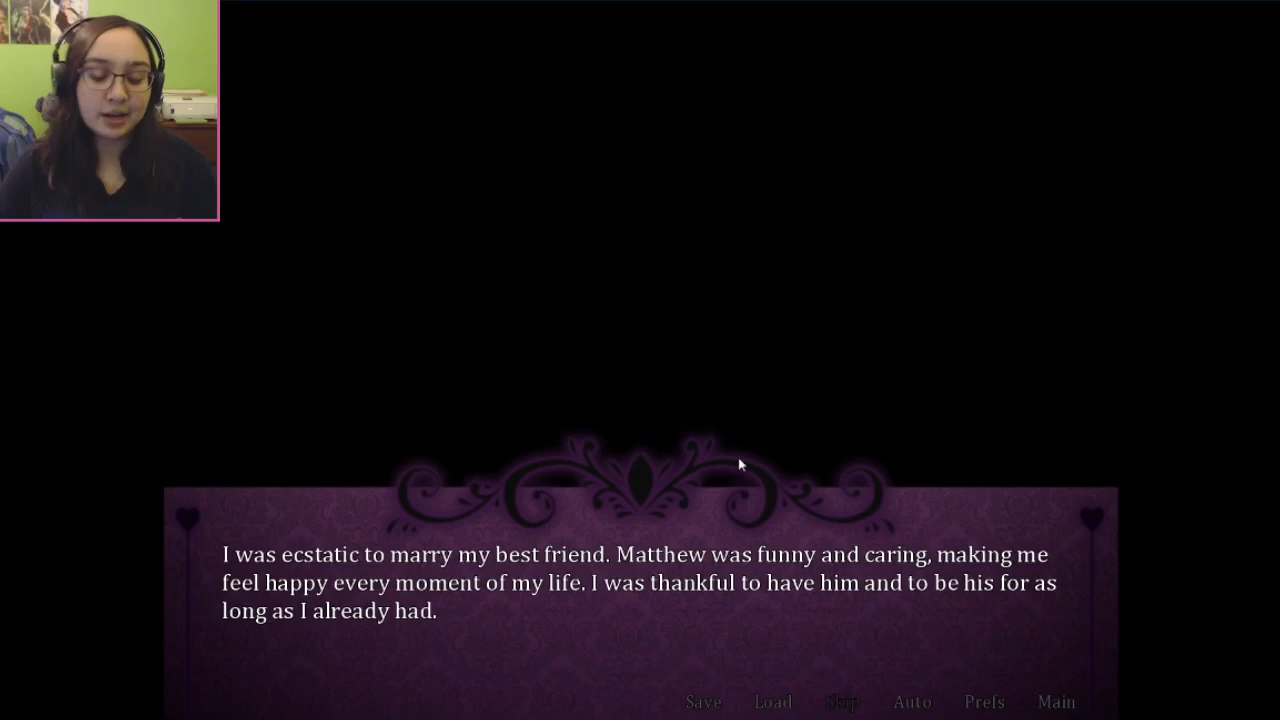 I was ecstatic to marry my best friend. Matthew was funny and caring, making me
feel happy every moment of my life. I was thankful to have him and to be his for as
long as I already had.
Save Load Skip Auto Prefs Main